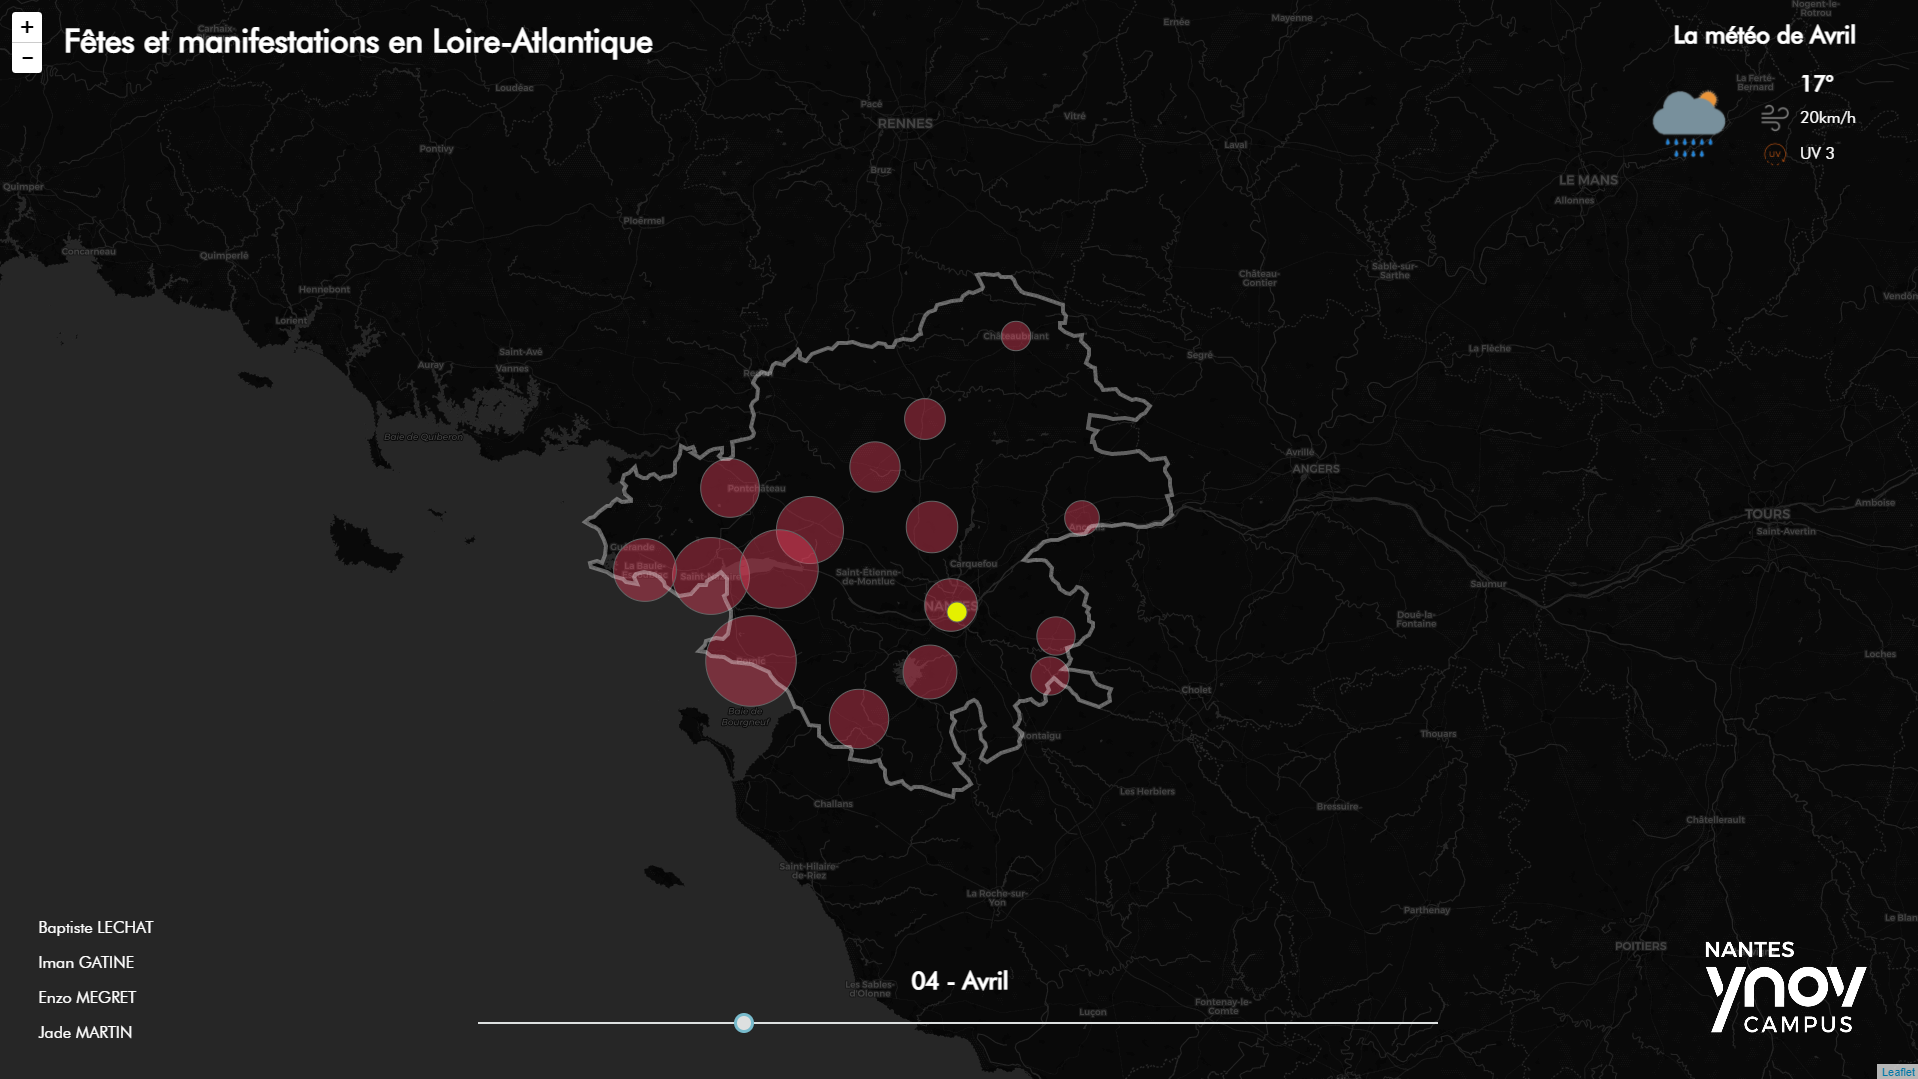 +
−
Fêtes et manifestations en Loire-Atlantique
La météo de Avril
17°
20km/h
UV
UV 3
Nogent-le-
Rotrou
Ernée
Mayenne
Loudéac
La Ferté-
Bernard
Pacé
RENNES
Vitré
Laval
Pontivy
Bruz
LE MANS
Allonnes
Quimper
Ploërmel
Concarneau
Quimperlé
Château-
Gontier
Sablé-sur-
Sarthe
Hennebont
Lorient
Châteaubriant
Saint-Avé
Vannes
Auray
Segré
La Flèche
Redon
Baie de Quiberon
Avrillé
ANGERS
Pontchâteau
Amboise
TOURS
Saint-Avertin
Guérande
La Baule-
Saint-Nazaire
Saint-Étienne-
de-Montluc
Carquefou
NANTES
Saumur
Doué-la-
Fontaine
Loches
Pornic
Cholet
Baie de
Bourgneuf
Montaigu
Thouars
Les Herbiers
Bressuire
Challans
Châtellerault
Saint-Hilaire-
de-Riez
La Roche-sur-
Yon
Parthenay
Le Blan
POITIERS
Les Sables-
d'Olonne
Luçon
Fontenay-le-
Comte
Baptiste LECHAT
Iman GATINE
Enzo MEGRET
Jade MARTIN
04 - Avril
NANTES
ynov
CAMPUS
Leaflet